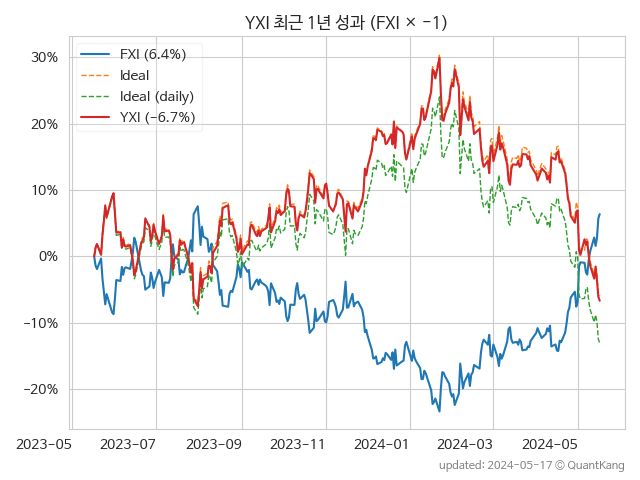 YXI 최근 1년 성과 (FXI × −1)
FXI (6.4%)
Ideal
Ideal (daily)
YXI (−6.7%)
30%
20%
10%
0%
−10%
−20%
2023-05
2023-07
2023-09
2023-11
2024-01
2024-03
2024-05
updated: 2024-05-17 © QuantKang